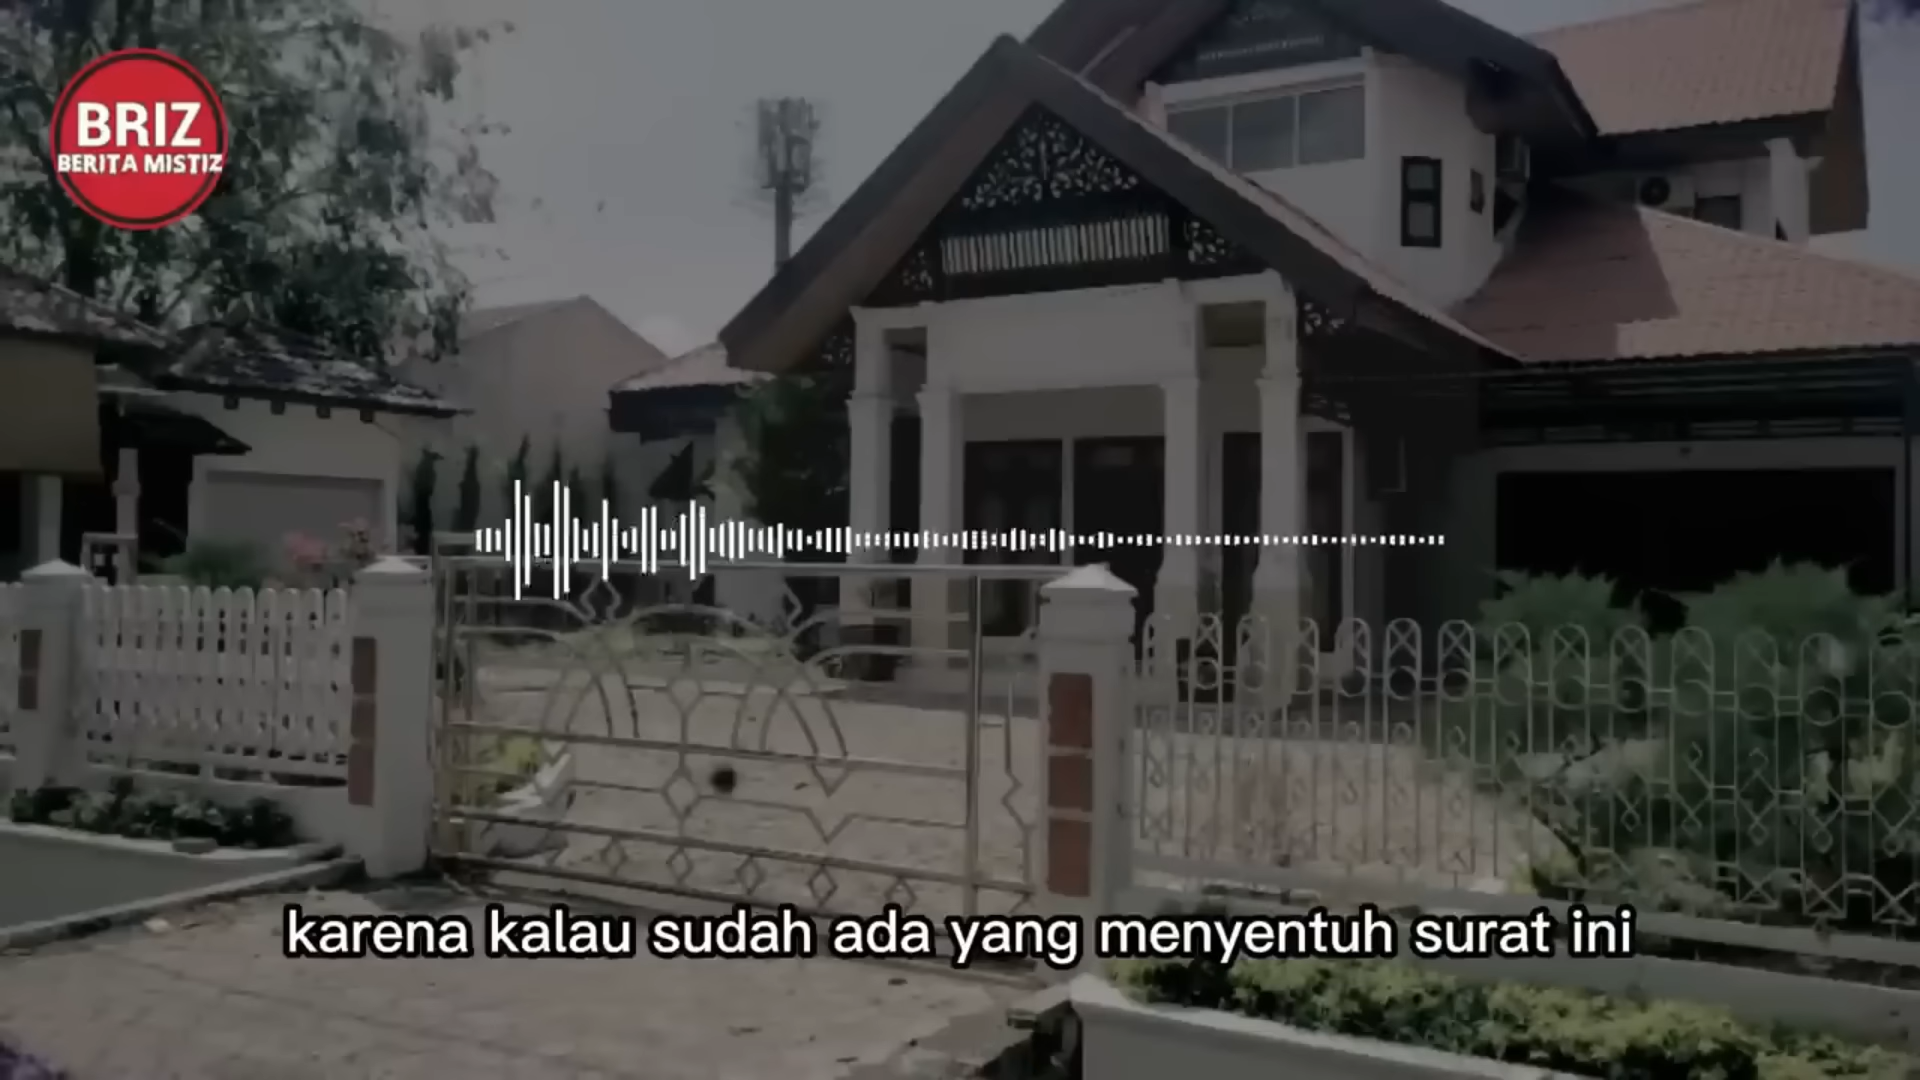 BRIZ
BERITA MISTIZ
karena kalau sudah ada yang menyentuh surat ini